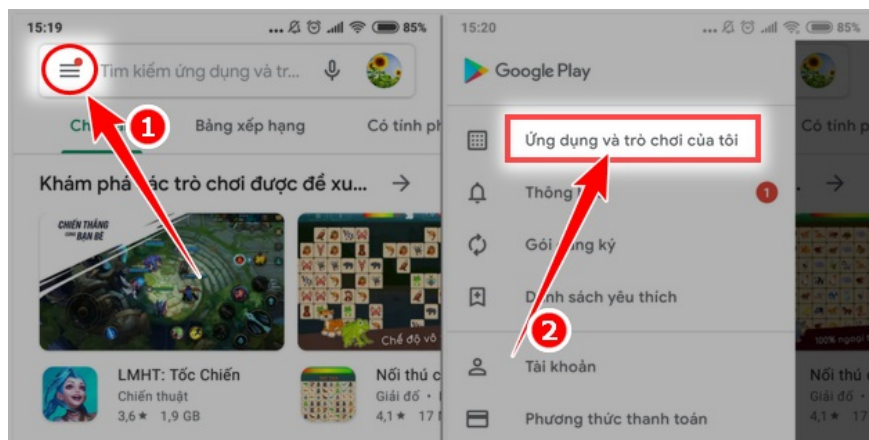 15:19
... 85%
Tìm kiếm ứng dụng và tr...
1
Bảng xếp hạng
Có tính
Khám phá các trò chơi được đề xu...
CHIẾN THẮNG
CÙNG BẠN BÈ
Chế độ vô
LMHT: Tốc Chiến
Chiến thuật
3,6★ 1,9 GB
Nối thú
Giải đố •
4,1★ 17
15:20
... 85%
Google Play
Ứng dụng và trò chơi của tôi
Có tính
Thông
1
Gói đăng ký
Danh sách yêu thích
2
100% ngoại
Tài khoản
Nối thú
Giải đố •
Phương thức thanh toán
4,1★ 17